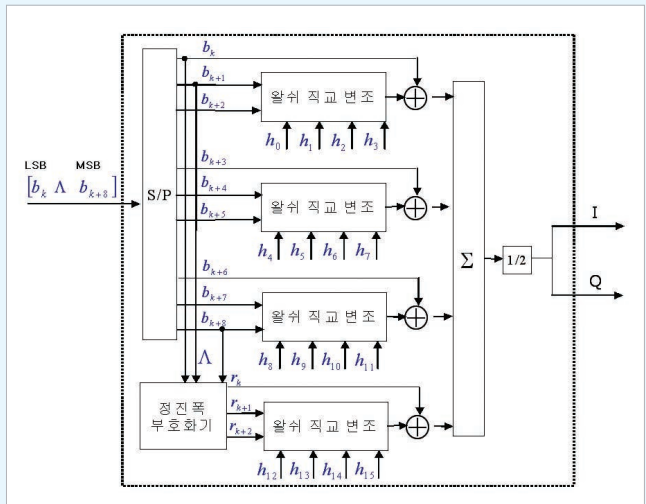 b_k
b_{k+1}
b_{k+2}
왈쉬 직교 변조
h_0 h_1 h_2 h_3
LSB MSB
[b_k Λ b_{k+8}]
S/P
b_{k+3}
b_{k+4}
b_{k+5}
왈쉬 직교 변조
h_4 h_5 h_6 h_7
Σ
1/2
I
Q
b_{k+6}
b_{k+7}
b_{k+8}
왈쉬 직교 변조
h_8 h_9 h_10 h_11
Λ
정진폭
부호화기
r_k
r_{k+1}
r_{k+2}
왈쉬 직교 변조
h_12 h_13 h_14 h_15